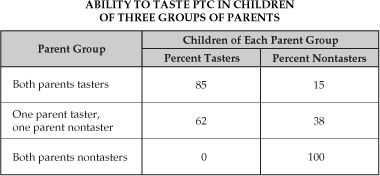 ABILITY TO TASTE PTC IN CHILDREN
OF THREE GROUPS OF PARENTS
Parent Group
Children of Each Parent Group
Percent Tasters
Percent Nontasters
Both parents tasters 85 15
One parent taster,
one parent nontaster 62 38
Both parents nontasters 0 100